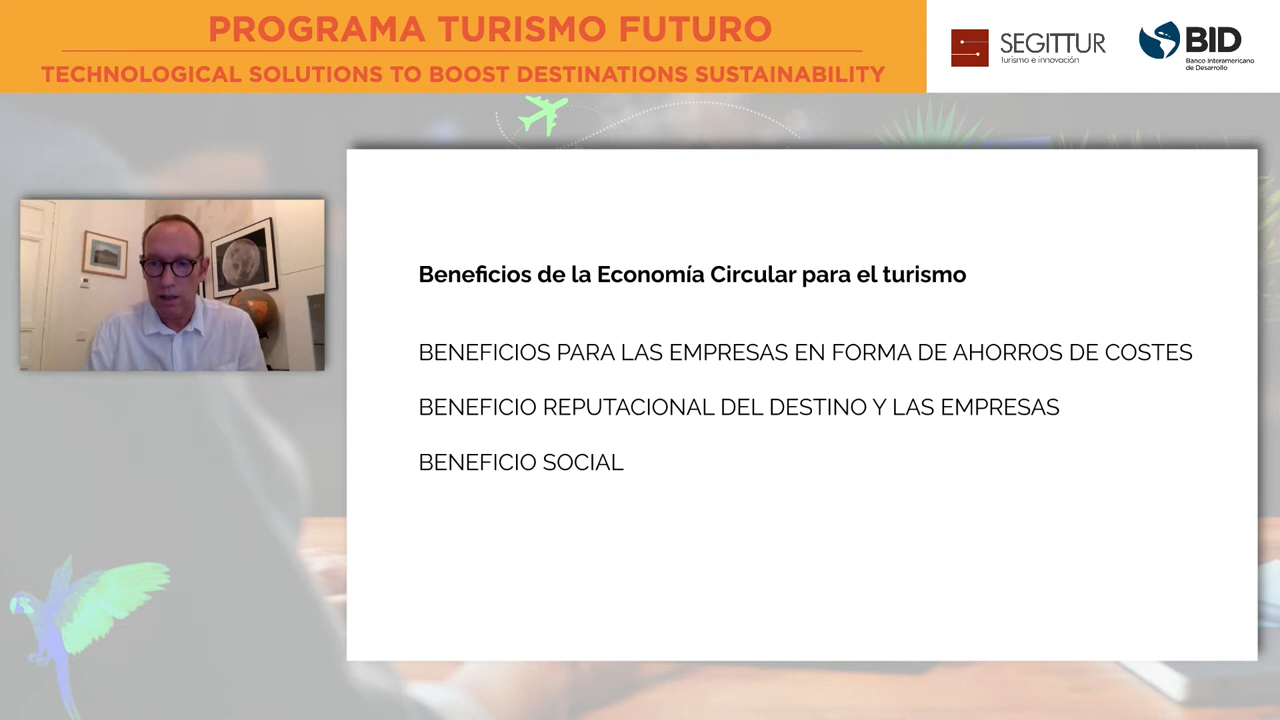 PROGRAMA TURISMO FUTURO
TECHNOLOGICAL SOLUTIONS TO BOOST DESTINATIONS SUSTAINABILITY
SEGITTUR
turismo e innovación
BID
Banco Interamericano
de Desarrollo
Beneficios de la Economía Circular para el turismo
BENEFICIOS PARA LAS EMPRESAS EN FORMA DE AHORROS DE COSTES
BENEFICIO REPUTACIONAL DEL DESTINO Y LAS EMPRESAS
BENEFICIO SOCIAL